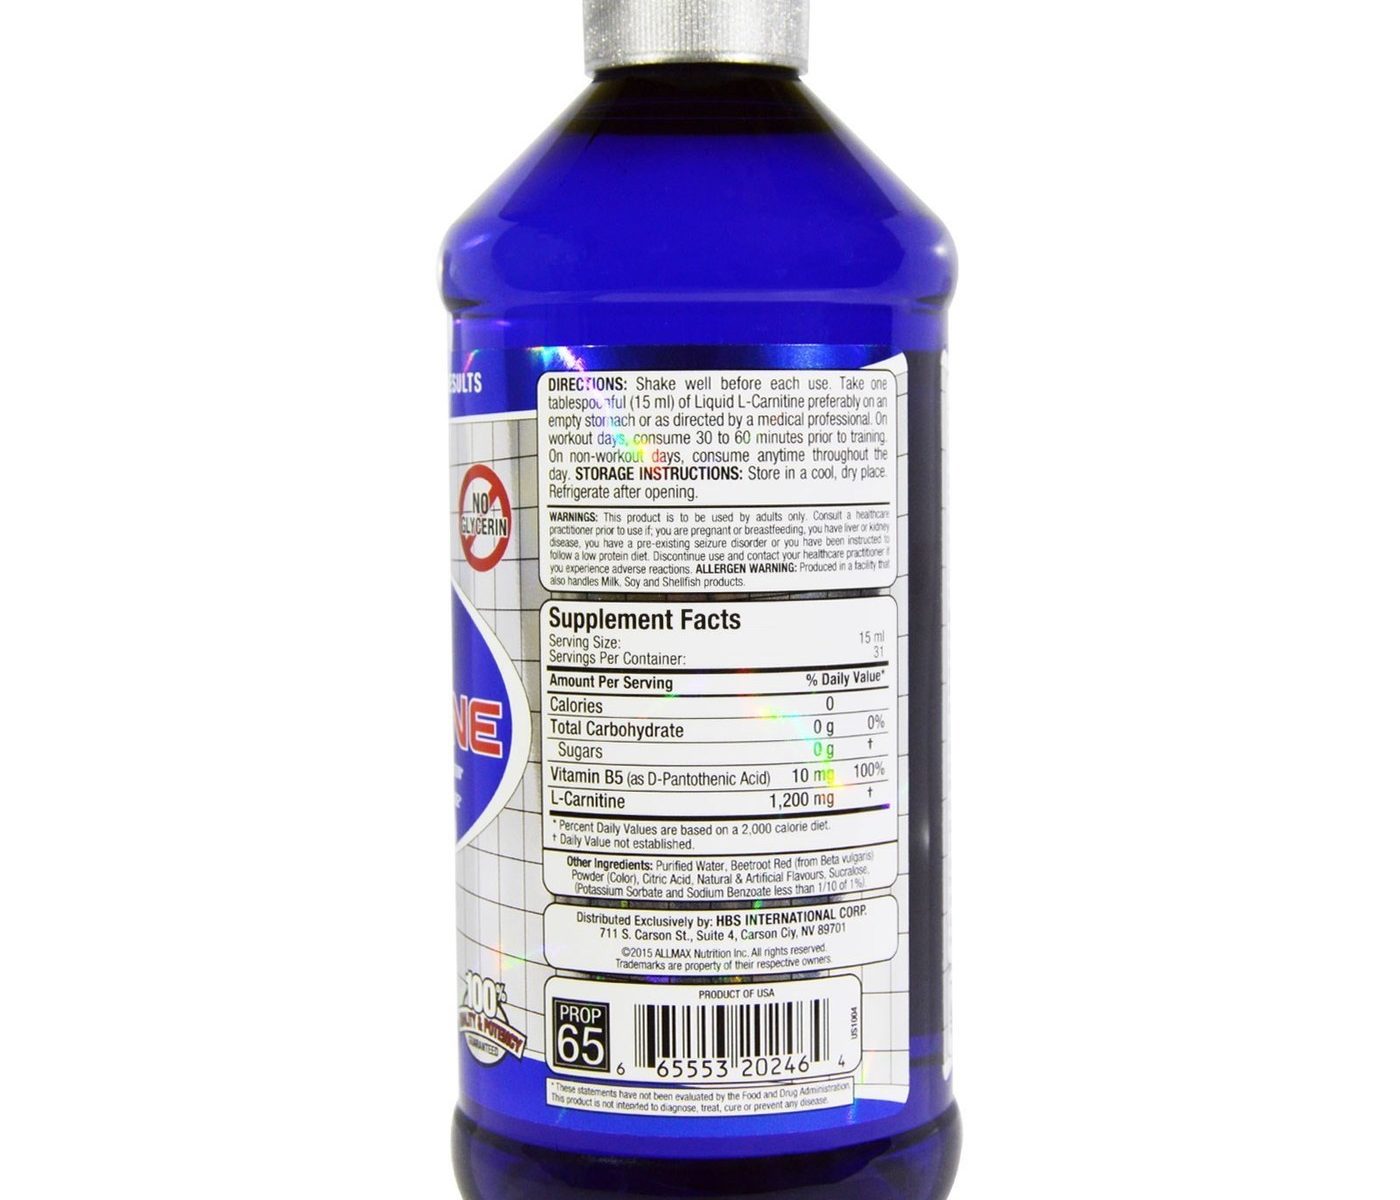 DIRECTIONS: Shake well before each use. Take one
tablespoonful (15 ml) of Liquid L-Carnitine preferably on an
empty stomach or as directed by a medical professional. On
workout days, consume 30 to 60 minutes prior to training.
On non-workout days, consume anytime throughout the
day. STORAGE INSTRUCTIONS: Store in a cool, dry place.
Refrigerate after opening.
WARNINGS: This product is to be used by adults only. Consult a healthcare
practitioner prior to use if; you are pregnant or breastfeeding, you have liver or kidney
disease, you have a pre-existing seizure disorder or you have been instructed to
follow a low protein diet. Discontinue use and contact your healthcare practitioner if
you experience adverse reactions. ALLERGEN WARNING: Produced in a facility that
also handles Milk, Soy and Shellfish products.
NO
GLYCERIN
Supplement Facts
Serving Size: 15 ml
Servings Per Container: 31
Amount Per Serving % Daily Value*
Calories 0
Total Carbohydrate 0 g 0%
Sugars 0 g †
Vitamin B5 (as D-Pantothenic Acid) 10 mg 100%
L-Carnitine 1,200 mg †
* Percent Daily Values are based on a 2,000 calorie diet.
† Daily Value not established.
Other Ingredients: Purified Water, Beetroot Red (from Beta vulgaris)
Powder (Color), Citric Acid, Natural & Artificial Flavours, Sucralose,
(Potassium Sorbate and Sodium Benzoate less than 1/10 of 1%).
Distributed Exclusively by: HBS INTERNATIONAL CORP.
711 S. Carson St., Suite 4, Carson Ciy, NV 89701
©2015 ALLMAX Nutrition Inc. All rights reserved.
Trademarks are property of their respective owners.
100%
& POTENCY
GUARANTEED
PRODUCT OF USA
PROP
65
6 65553 20246 4
US1004
* These statements have not been evaluated by the Food and Drug Administration.
This product is not intended to diagnose, treat, cure or prevent any disease.